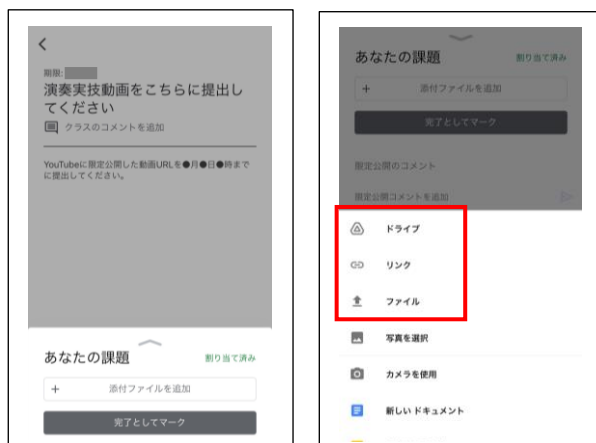 期限:
演奏実技動画をこちらに提出し
てください
クラスのコメントを追加
YouTubeに限定公開した動画URLを●月●日●時まで
に提出してください。
あなたの課題
割り当て済み
+ 添付ファイルを追加
完了としてマーク
あなたの課題
割り当て済み
+ 添付ファイルを追加
完了としてマーク
限定公開のコメント
限定公開コメントを追加
ドライブ
リンク
ファイル
写真を選択
カメラを使用
新しいドキュメント